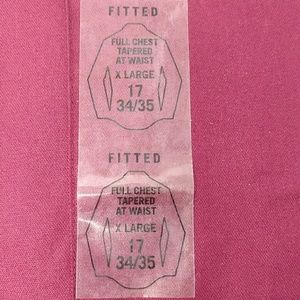 FITTED
FULL CHEST
TAPERED
AT WAIST
X LARGE
17
34/35
FITTED
FULL CHEST
TAPERED
AT WAIST
X LARGE
17
34/35